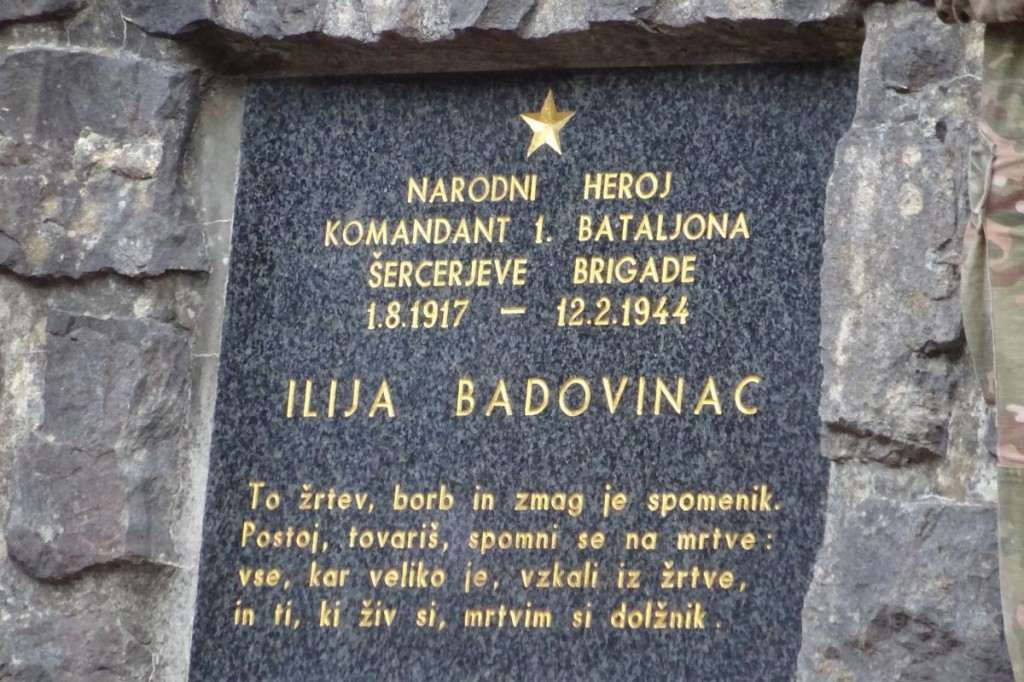 NARODNI HEROJ
KOMANDANT 1. BATALJONA
ŠERCERJEVE BRIGADE
1.8.1917 – 12.2.1944
ILIJA BADOVINAC
To žrtev, borb in zmag je spomenik.
Postoj, tovariš, spomni se na mrtve:
vse, kar veliko je, vzkali iz žrtve,
in ti, ki živ si, mrtvim si dolžnik.